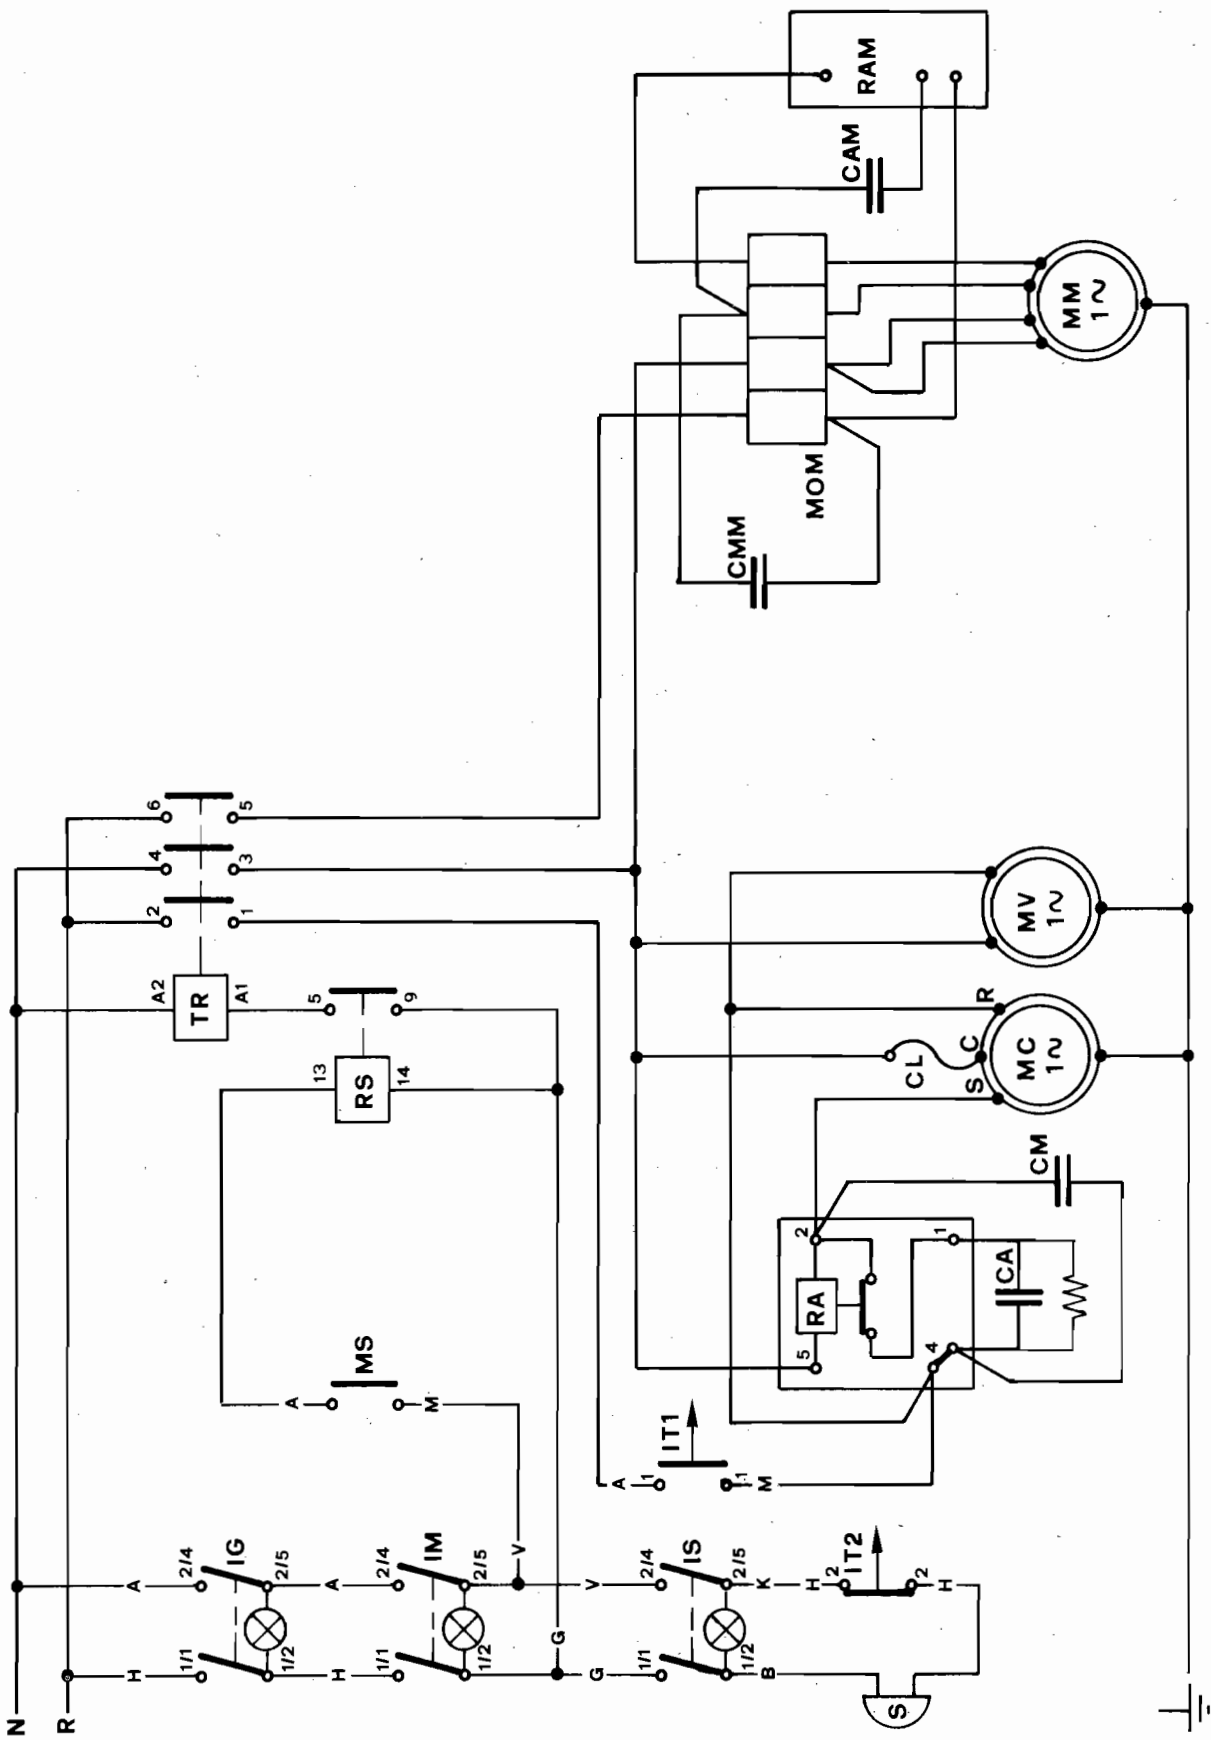 N
R
A
H
2/4
IG
2/5
1/1
1/2
A
H
2/4
IM
2/5
1/1
1/2
V
V
G
G
2/4
IS
2/5
1/1
1/2
K
B
H
2
IT2
2
H
S
A
MS
M
A
1
IT1
1
M
13
RS
14
5
9
A2
TR
A1
2
1
4
3
6
5
5
RA
2
4
1
CA
CM
S
C
R
CL
MC
1~
MV
1~
CMM
MOM
CAM
RAM
MM
1~